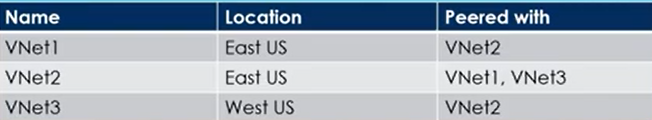 Name Location Peered with
VNet1 East US VNet2
VNet2 East US VNet1, VNet3
VNet3 West US VNet2